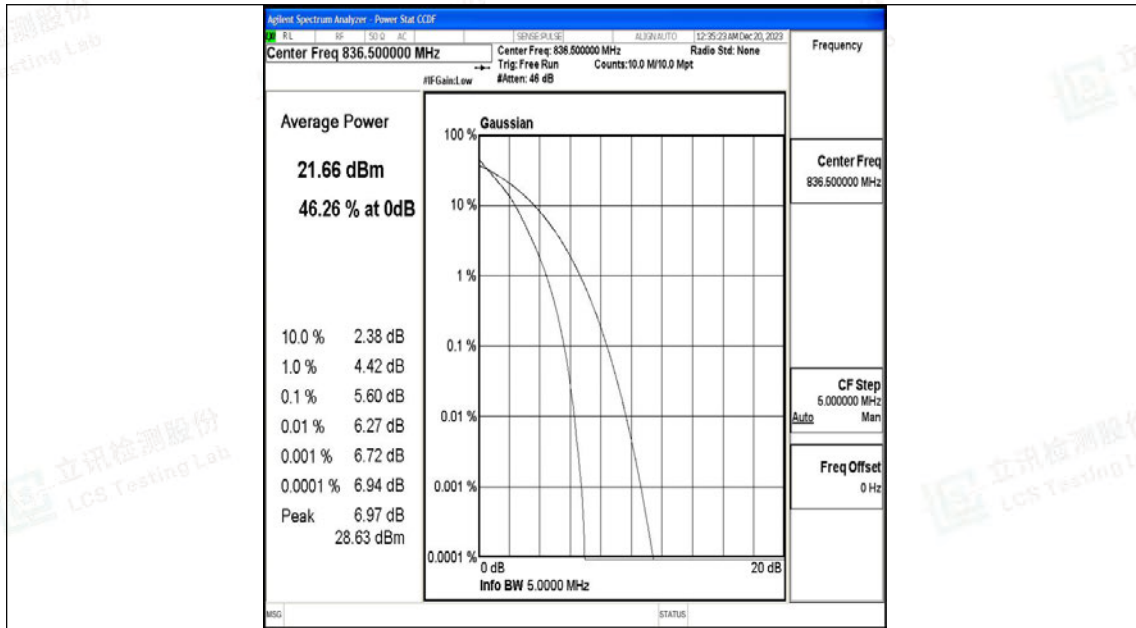 Agilent Spectrum Analyzer - Power Stat CCDF
RL RF 50 Ω AC SENSE:PULSE ALIGNAUTO 12:35:23 AM Dec 20, 2023
Center Freq 836.500000 MHz
Center Freq: 836.500000 MHz Radio Std: None
Trig: Free Run Counts:10.0 M/10.0 Mpt
#IFGain:Low #Atten: 46 dB
Frequency
Average Power
21.66 dBm
46.26 % at 0dB
10.0 % 2.38 dB
1.0 % 4.42 dB
0.1 % 5.60 dB
0.01 % 6.27 dB
0.001 % 6.72 dB
0.0001 % 6.94 dB
Peak 6.97 dB
28.63 dBm
Gaussian
100 %
10 %
1 %
0.1 %
0.01 %
0.001 %
0.0001 %
0 dB 20 dB
Info BW 5.0000 MHz
Center Freq
836.500000 MHz
CF Step
5.000000 MHz
Auto Man
Freq Offset
0 Hz
MSG STATUS
立讯检测股份
LCS Testing Lab
立讯检测股份
LCS Testing L